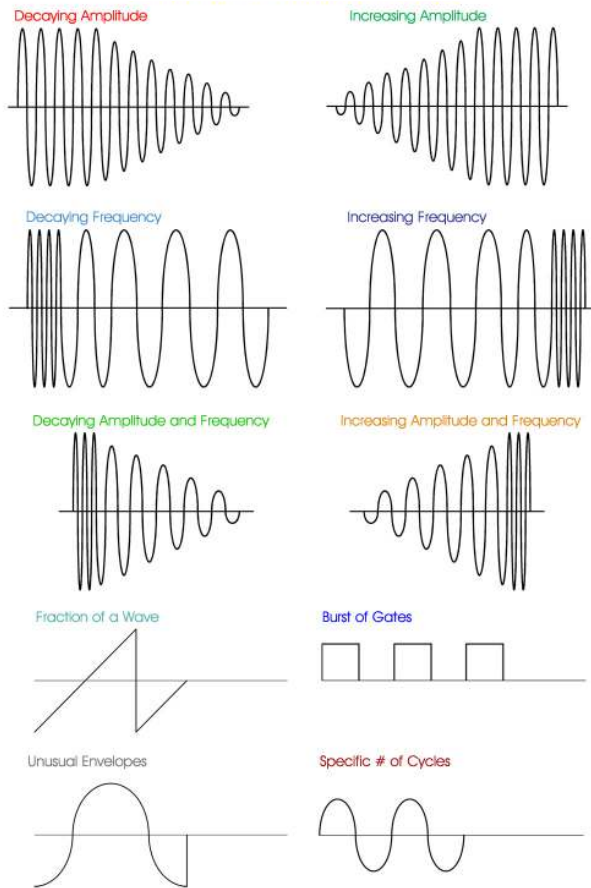 Decaying Amplitude
Increasing Amplitude
Decaying Frequency
Increasing Frequency
Decaying Amplitude and Frequency
Increasing Amplitude and Frequency
Fraction of a Wave
Burst of Gates
Unusual Envelopes
Specific # of Cycles